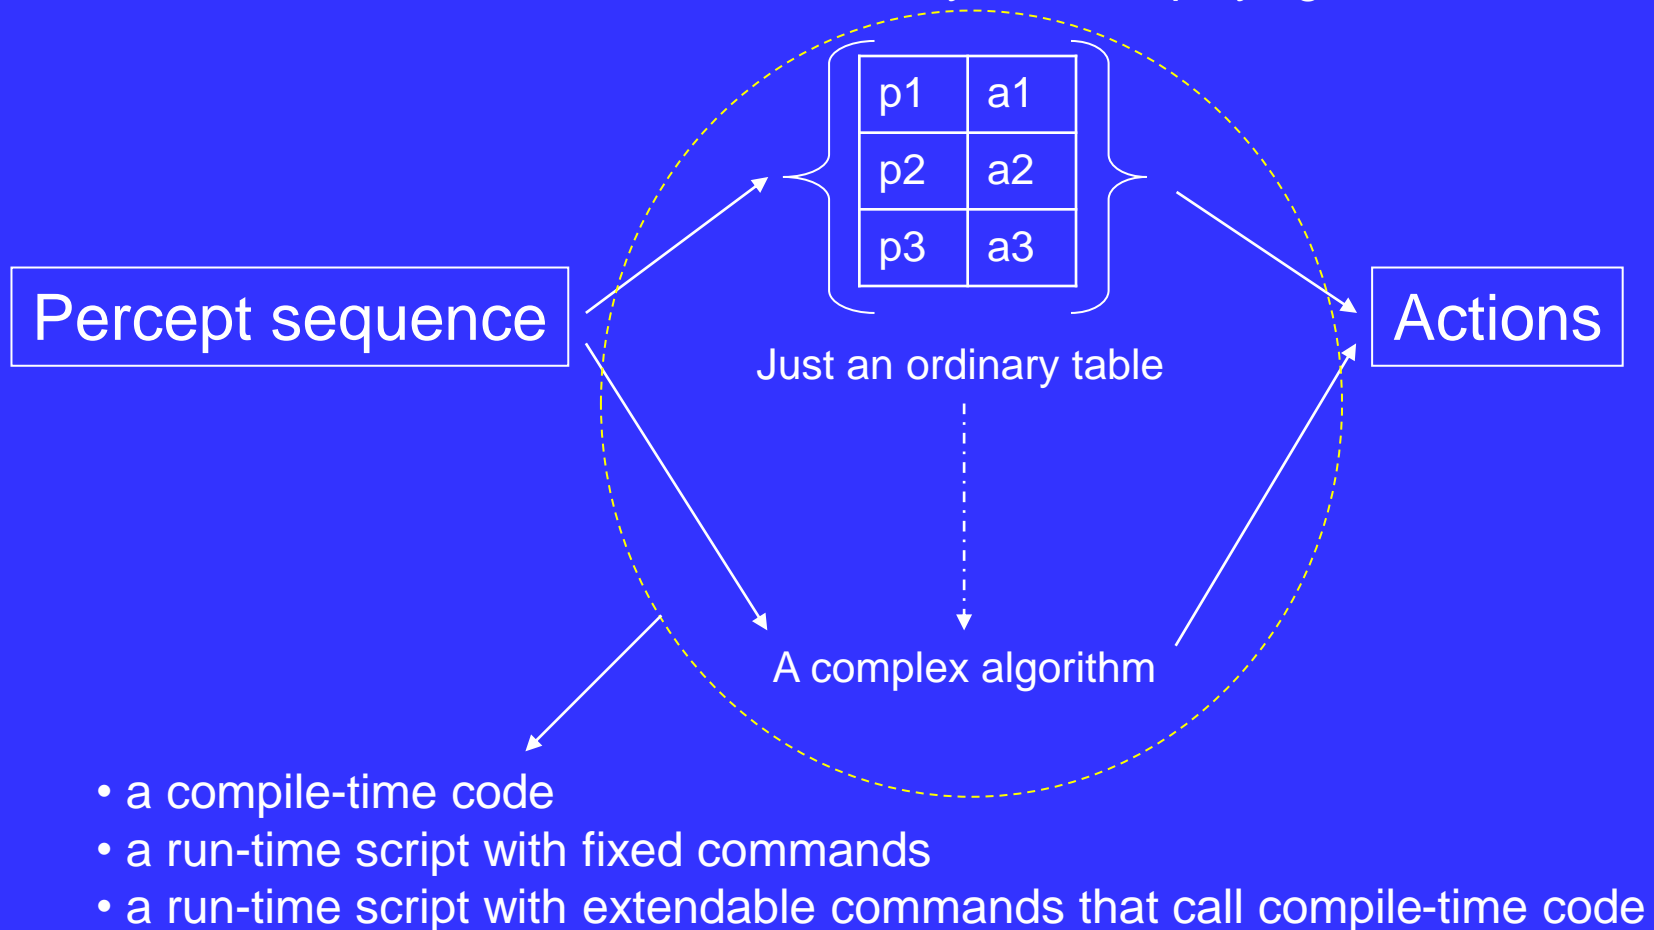 p1 a1
p2 a2
p3 a3
Percept sequence
Actions
Just an ordinary table
A complex algorithm
• a compile-time code
• a run-time script with fixed commands
• a run-time script with extendable commands that call compile-time code